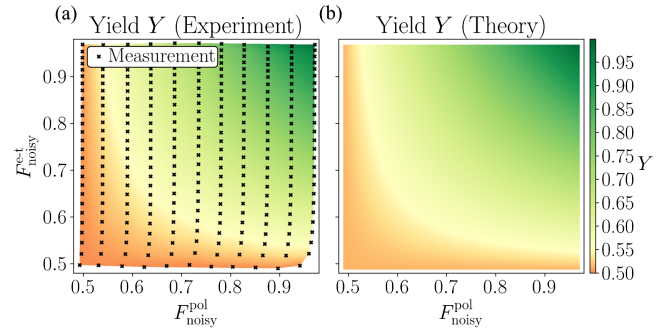 (a) Yield Y (Experiment)
Measurement
0.9
0.8
0.7
0.6
0.5
F^e-t_noisy
0.5 0.6 0.7 0.8 0.9
F^pol_noisy
(b) Yield Y (Theory)
0.5 0.6 0.7 0.8 0.9
F^pol_noisy
0.95
0.90
0.85
0.80
0.75
0.70
0.65
0.60
0.55
0.50
Y